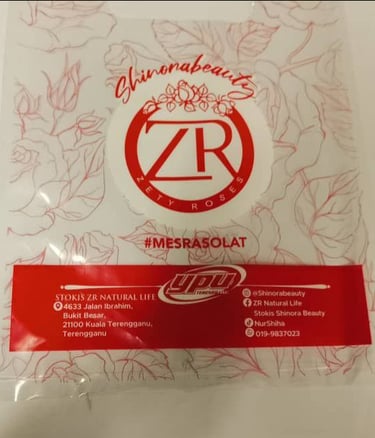 Shinorabeauty
ZR
ZETY ROSES
#MESRASOLAT
STOKIS ZR NATURAL LIFE
4633 Jalan Ibrahim,
Bukit Besar,
21100 Kuala Terengganu,
Terengganu
ypu
@Shinorabeauty
ZR Natural Life
Stokis Shinora Beauty
NurShiha
019-9837023